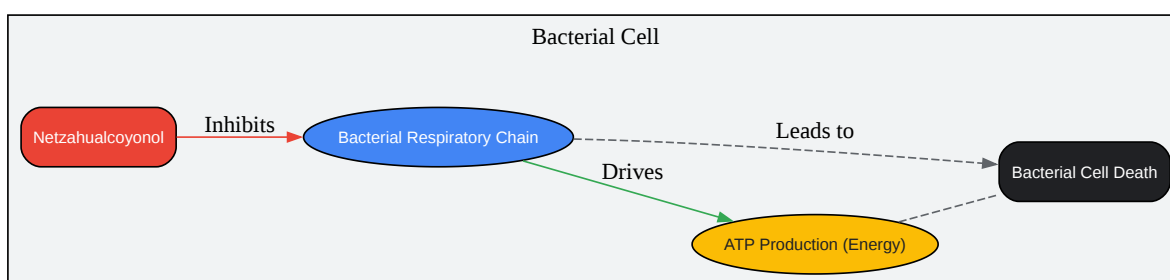 Bacterial Cell
Netzahualcoyonol
Inhibits
Bacterial Respiratory Chain
Leads to
Drives
Bacterial Cell Death
ATP Production (Energy)